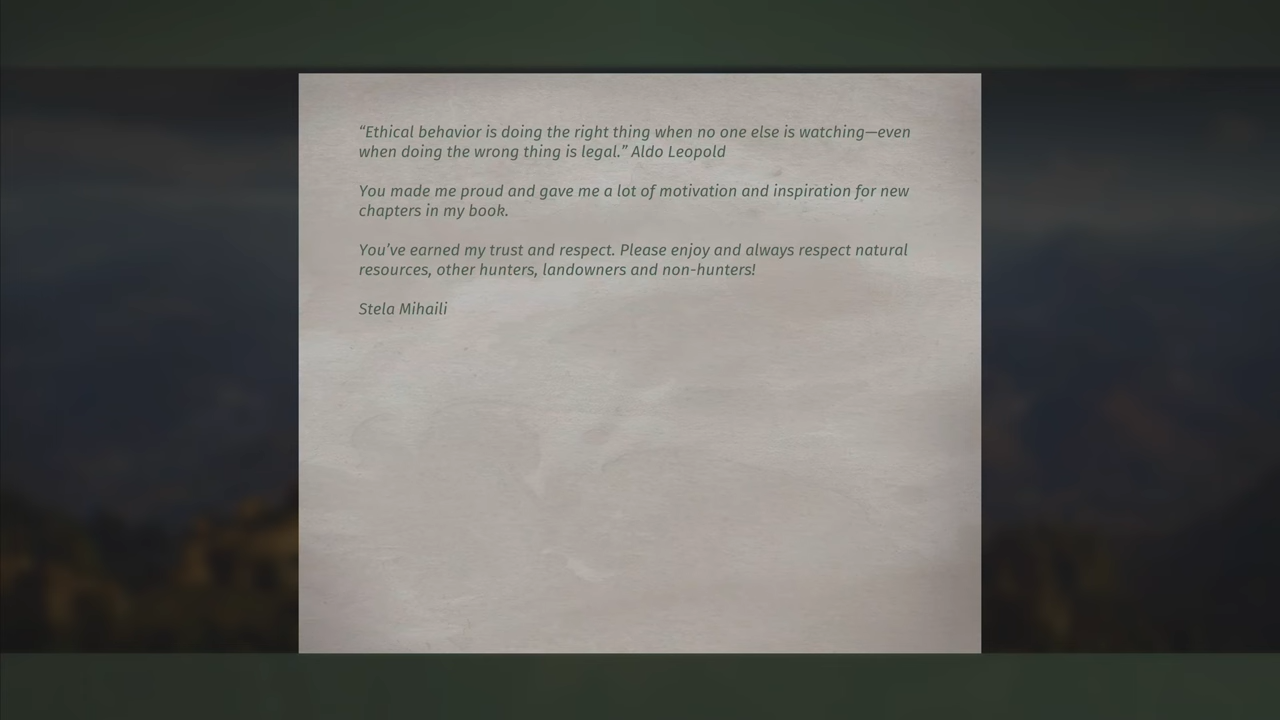 “Ethical behavior is doing the right thing when no one else is watching—even
when doing the wrong thing is legal.” Aldo Leopold
You made me proud and gave me a lot of motivation and inspiration for new
chapters in my book.
You’ve earned my trust and respect. Please enjoy and always respect natural
resources, other hunters, landowners and non-hunters!
Stela Mihaili